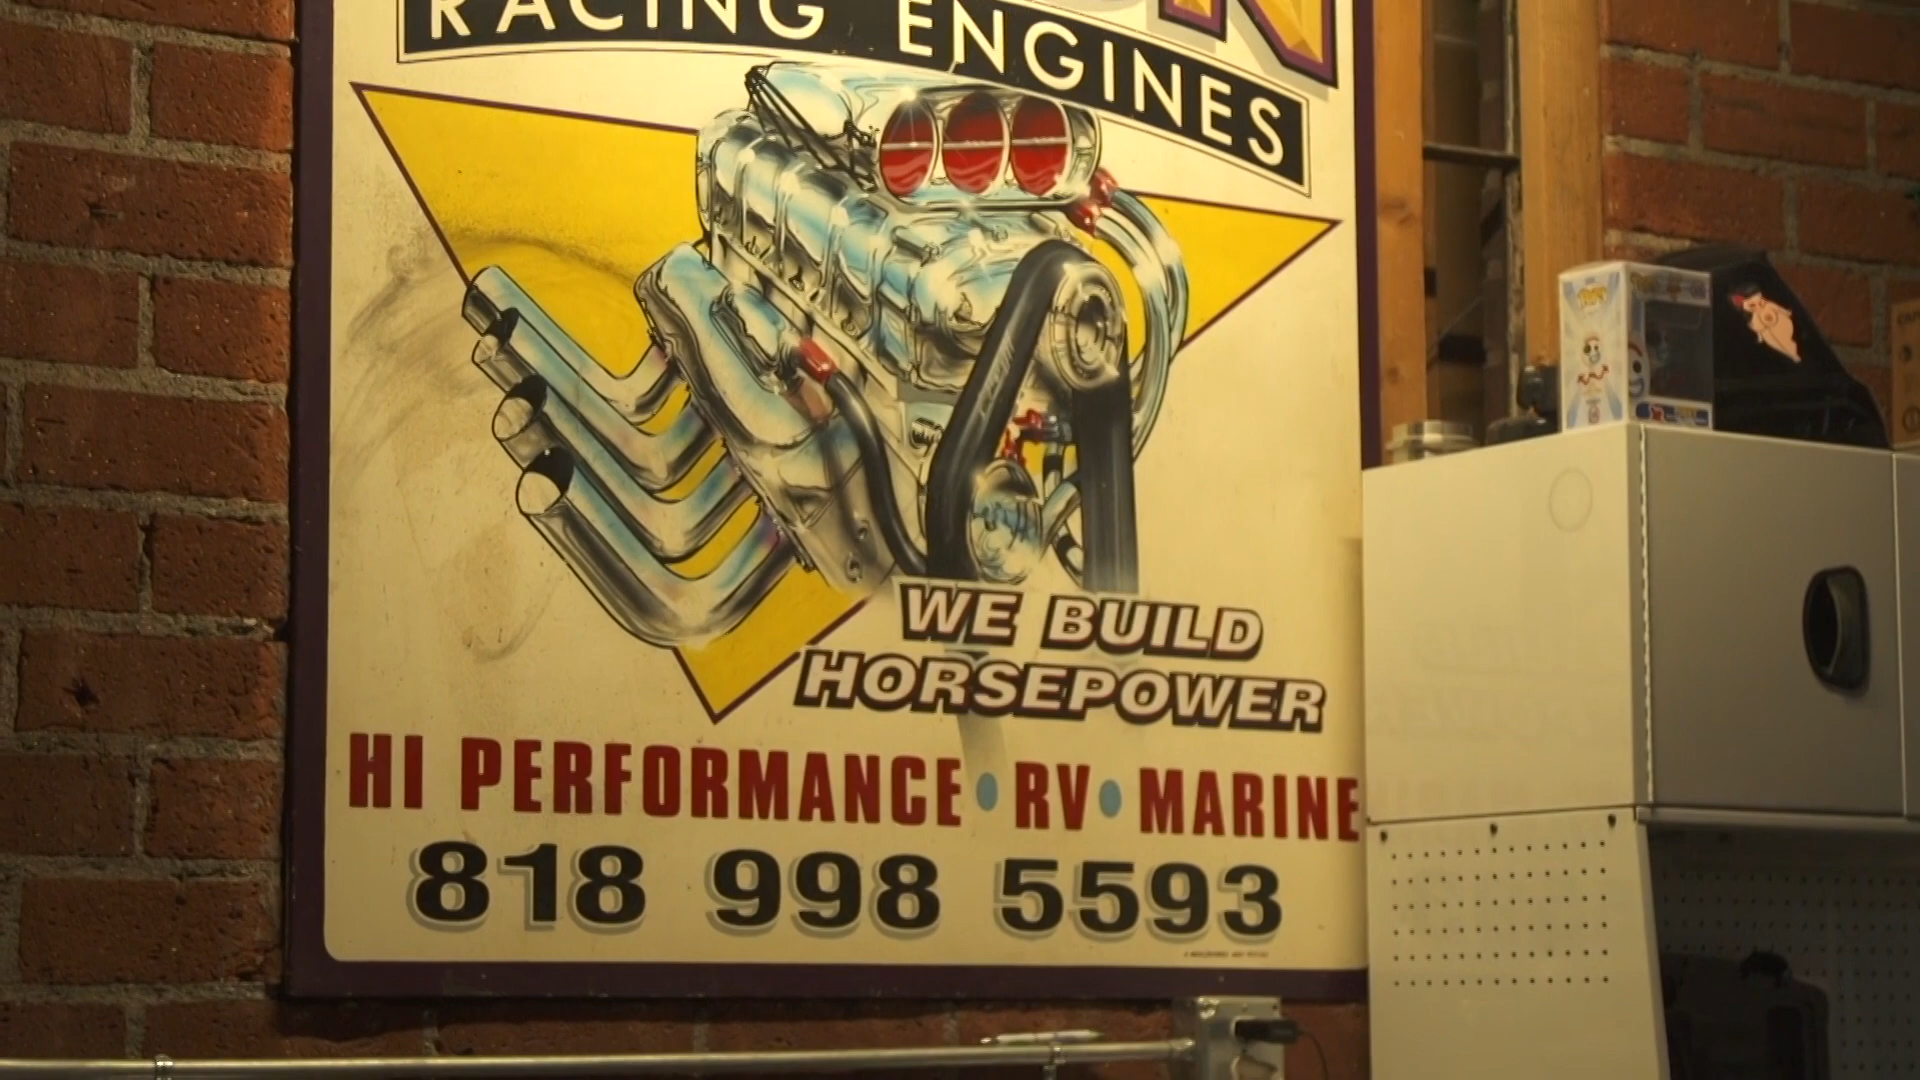 RACING ENGINES
WE BUILD
HORSEPOWER
HI PERFORMANCE • RV • MARINE
818 998 5593